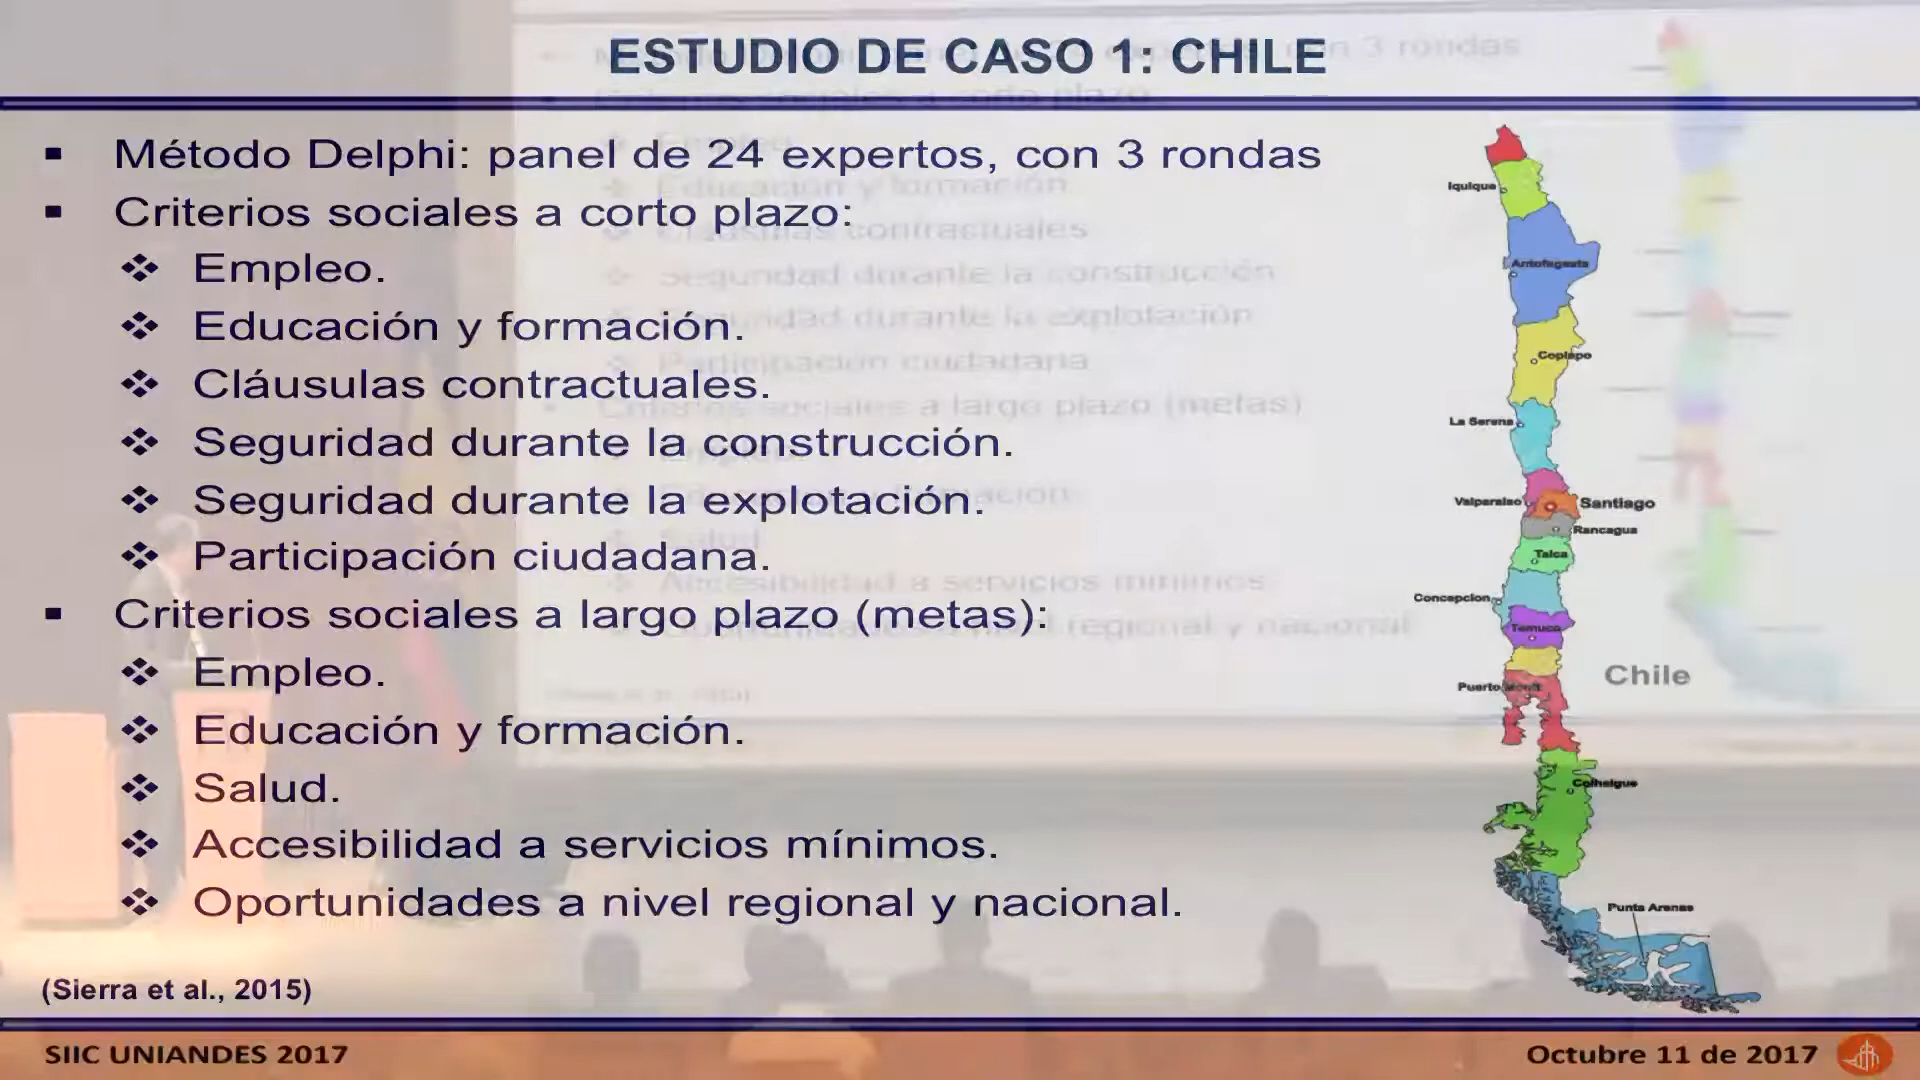 ESTUDIO DE CASO 1: CHILE
▪ Método Delphi: panel de 24 expertos, con 3 rondas
▪ Criterios sociales a corto plazo:
❖ Empleo.
❖ Educación y formación.
❖ Cláusulas contractuales.
❖ Seguridad durante la construcción.
❖ Seguridad durante la explotación.
❖ Participación ciudadana.
▪ Criterios sociales a largo plazo (metas):
❖ Empleo.
❖ Educación y formación.
❖ Salud.
❖ Accesibilidad a servicios mínimos.
❖ Oportunidades a nivel regional y nacional.
(Sierra et al., 2015)
Iquique
Antofagasta
Copiapo
La Serena
Valparaiso
Santiago
Rancagua
Talca
Concepcion
Temuco
Chile
Puerto Montt
Coihaique
Punta Arenas
SIIC UNIANDES 2017
Octubre 11 de 2017